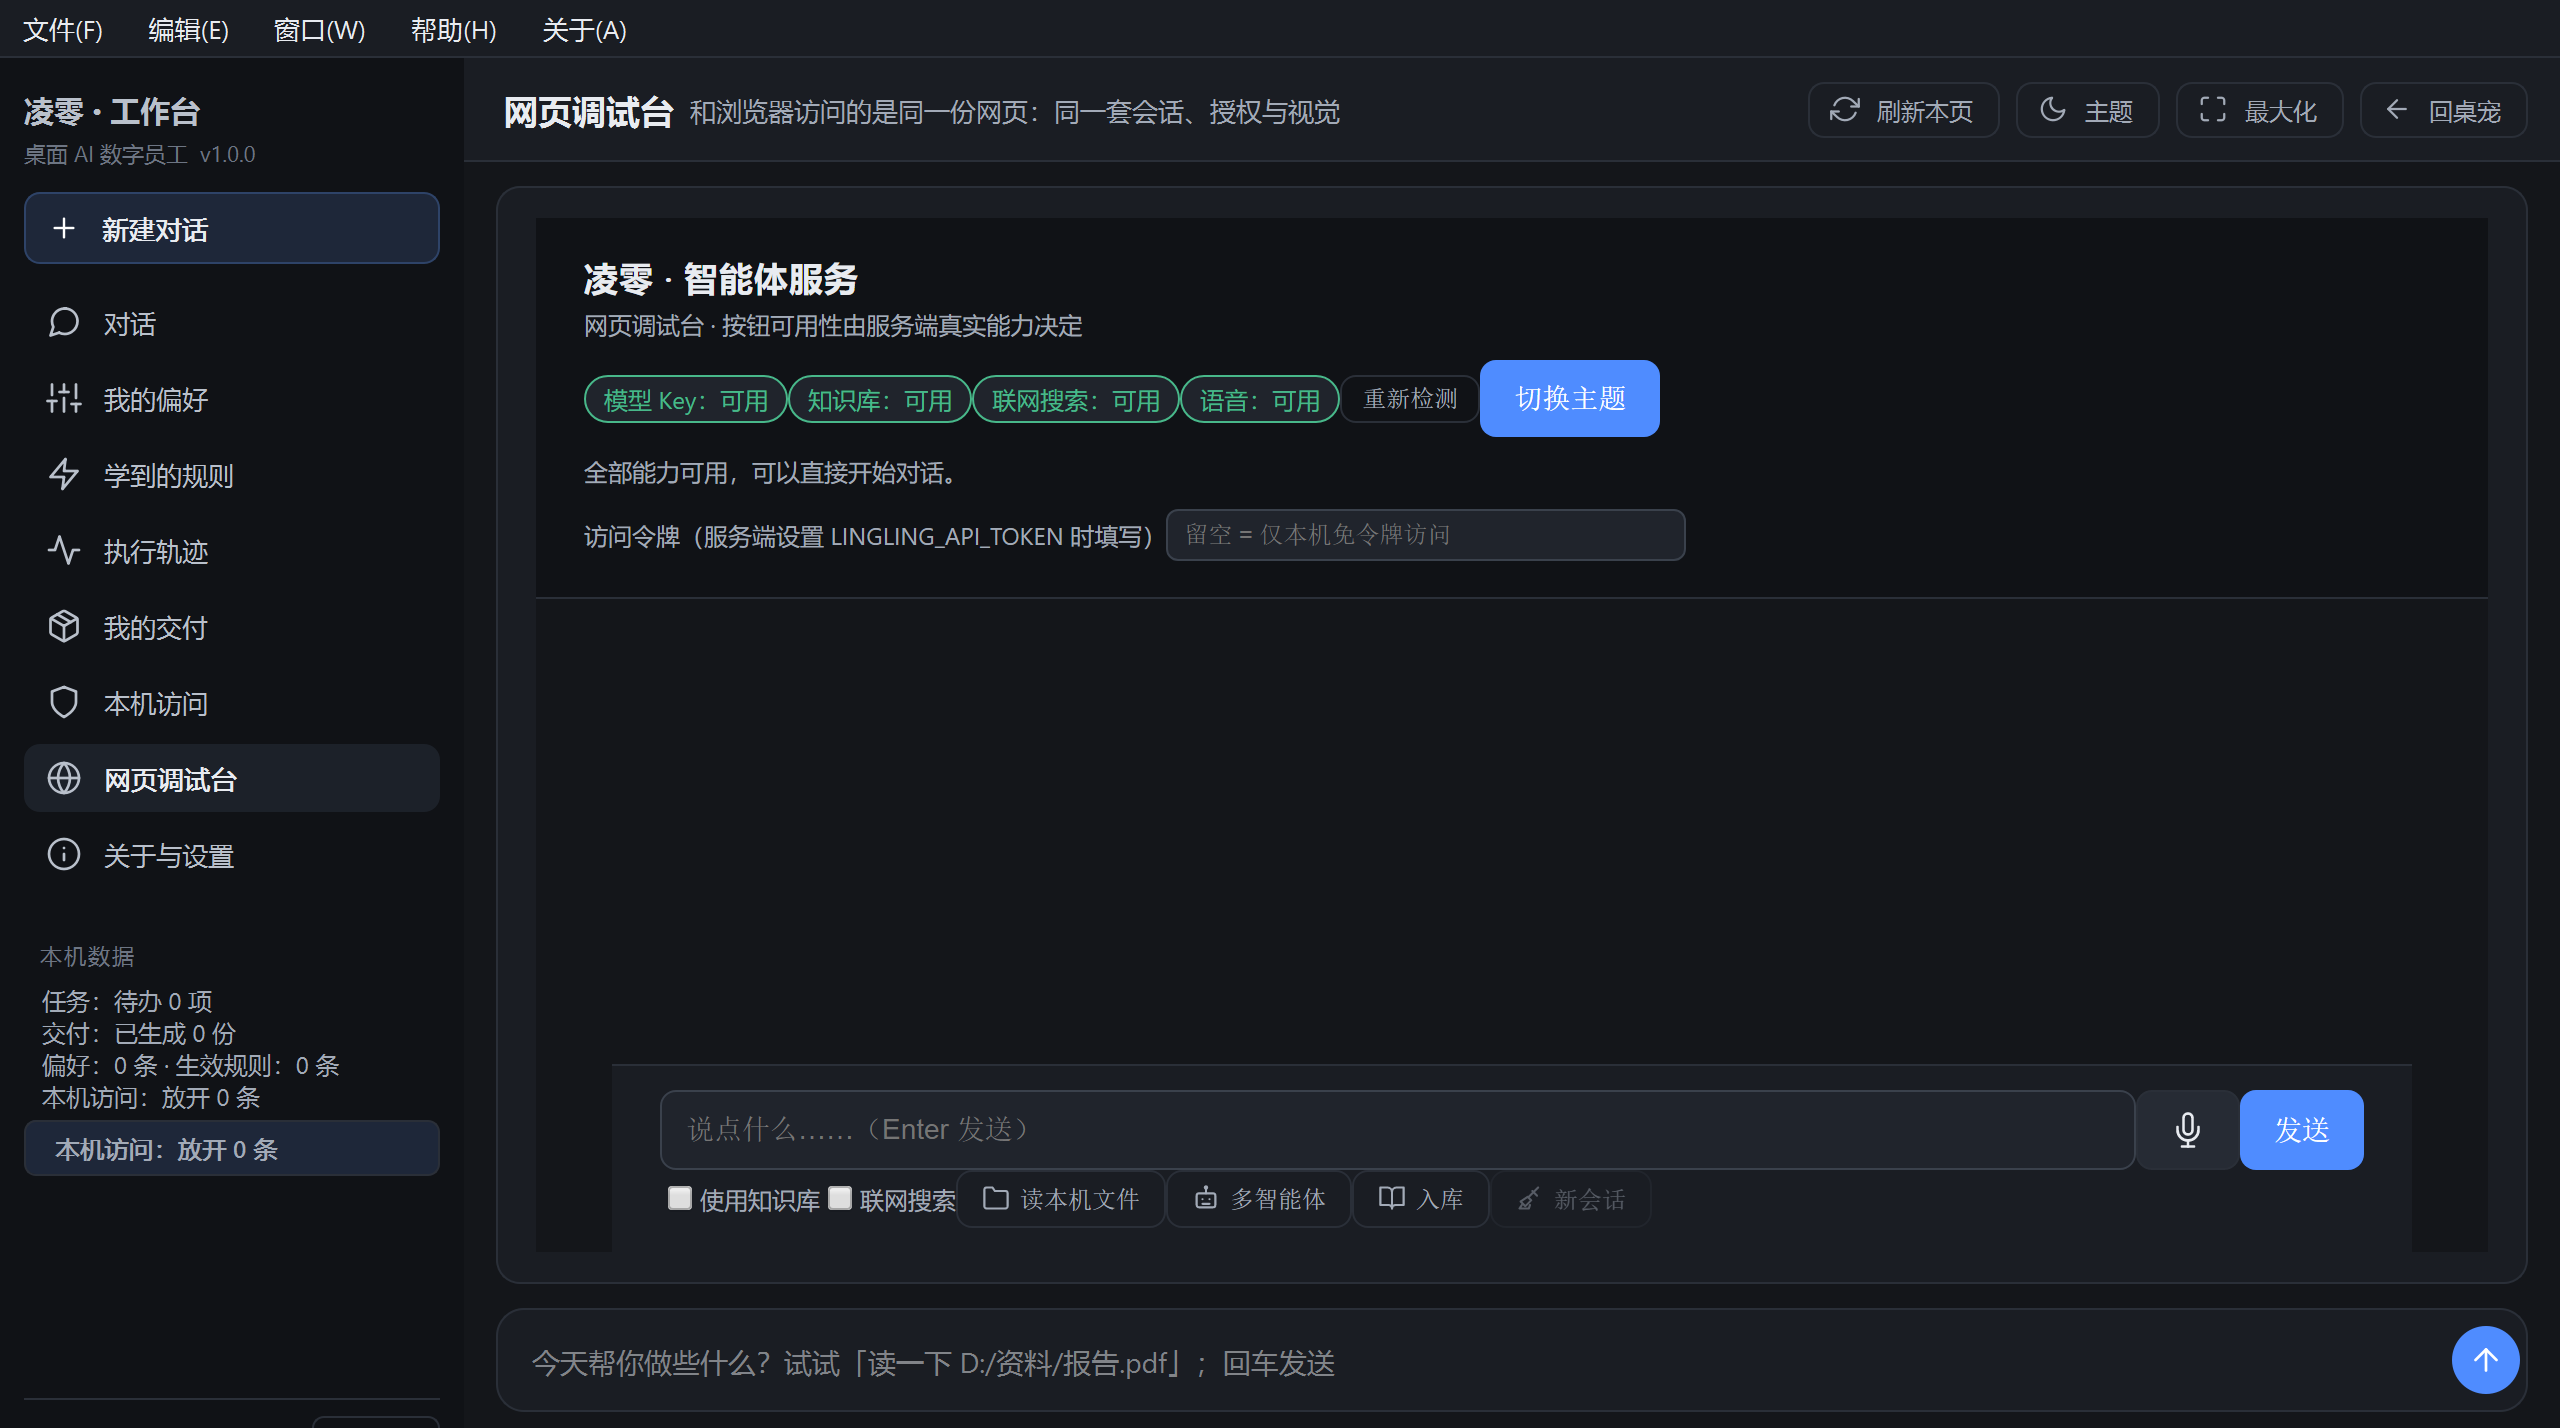 文件(F) 编辑(E) 窗口(W) 帮助(H) 关于(A)
凌零 · 工作台
桌面 AI 数字员工 v1.0.0
新建对话
对话
我的偏好
学到的规则
执行轨迹
我的交付
本机访问
网页调试台
关于与设置
本机数据
任务：待办 0 项
交付：已生成 0 份
偏好：0 条 · 生效规则：0 条
本机访问：放开 0 条
本机访问：放开 0 条
网页调试台 和浏览器访问的是同一份网页：同一套会话、授权与视觉
刷新本页 主题 最大化 回桌宠
凌零 · 智能体服务
网页调试台 · 按钮可用性由服务端真实能力决定
模型 Key：可用 知识库：可用 联网搜索：可用 语音：可用 重新检测 切换主题
全部能力可用，可以直接开始对话。
访问令牌（服务端设置 LINGLING_API_TOKEN 时填写） 留空 = 仅本机免令牌访问
说点什么……（Enter 发送） 发送
使用知识库 联网搜索 读本机文件 多智能体 入库 新会话
今天帮你做些什么？试试「读一下 D:/资料/报告.pdf」；回车发送